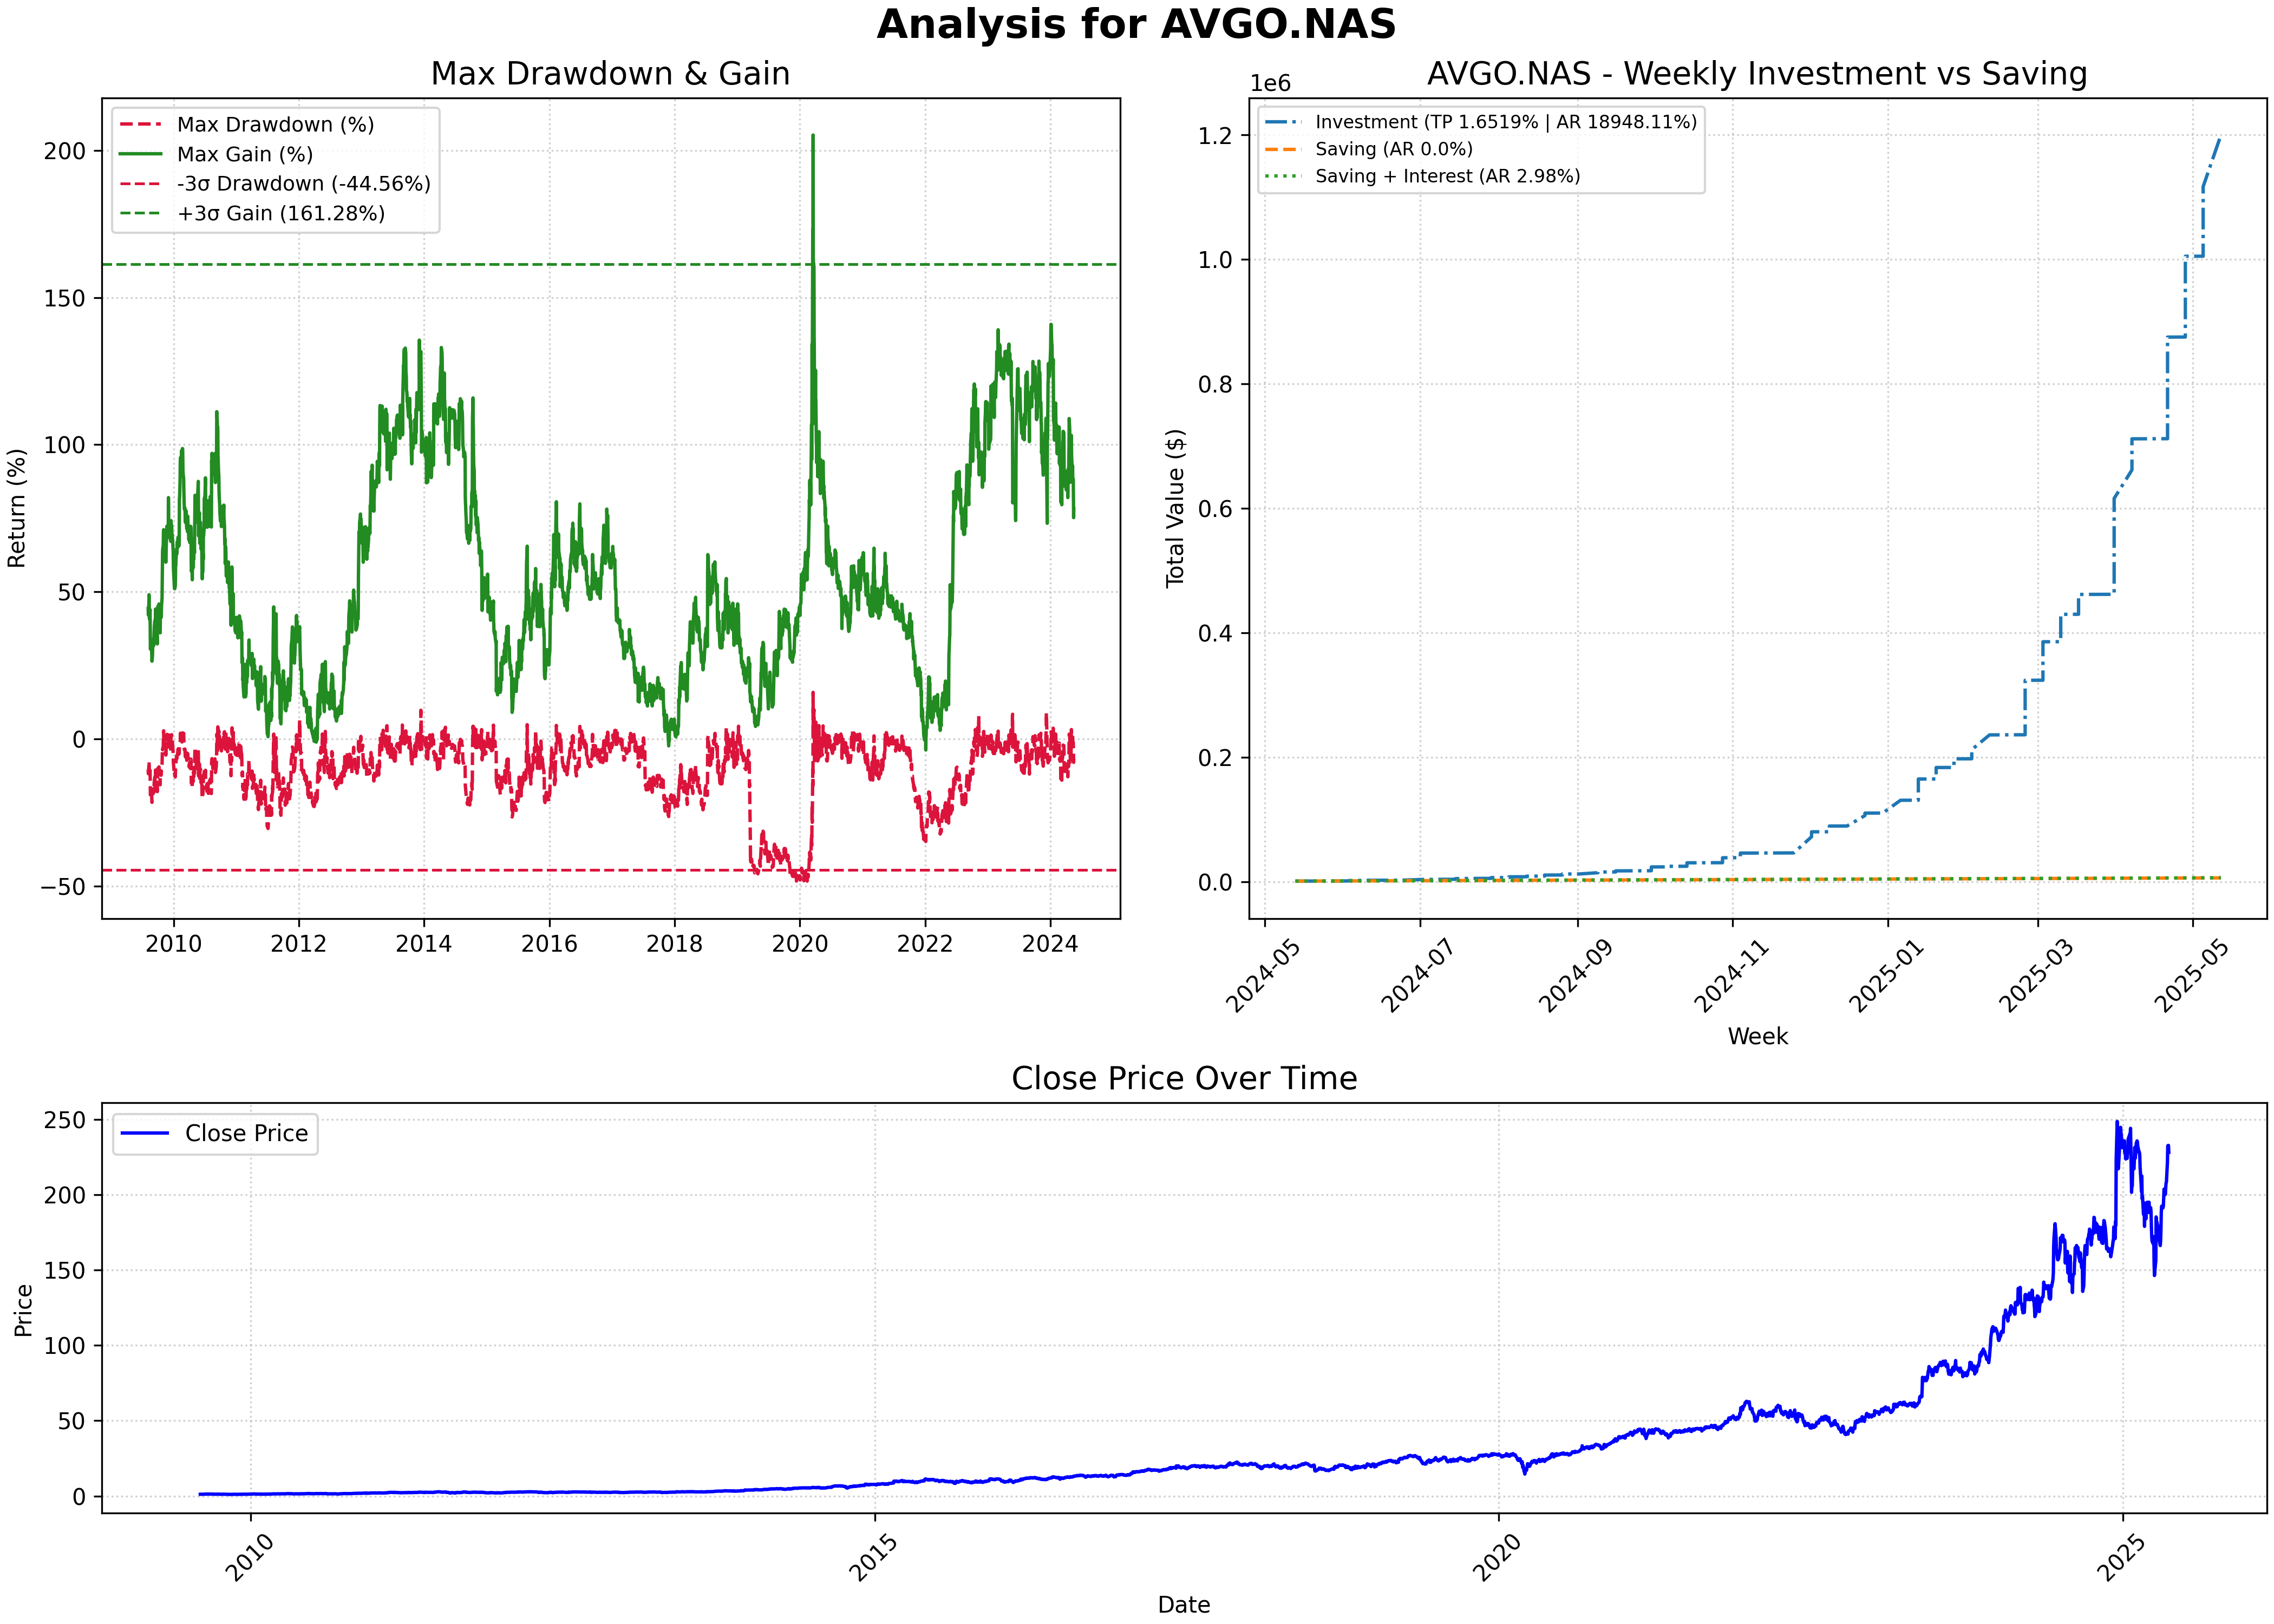 Analysis for AVGO.NAS
Max Drawdown & Gain
Max Drawdown (%)
Max Gain (%)
-3σ Drawdown (-44.56%)
+3σ Gain (161.28%)
Return (%)
200
150
100
50
0
−50
2010 2012 2014 2016 2018 2020 2022 2024
AVGO.NAS - Weekly Investment vs Saving
1e6
Investment (TP 1.6519% | AR 18948.11%)
Saving (AR 0.0%)
Saving + Interest (AR 2.98%)
Total Value ($)
1.2
1.0
0.8
0.6
0.4
0.2
0.0
2024-05 2024-07 2024-09 2024-11 2025-01 2025-03 2025-05
Week
Close Price Over Time
Close Price
Price
250
200
150
100
50
0
2010 2015 2020 2025
Date